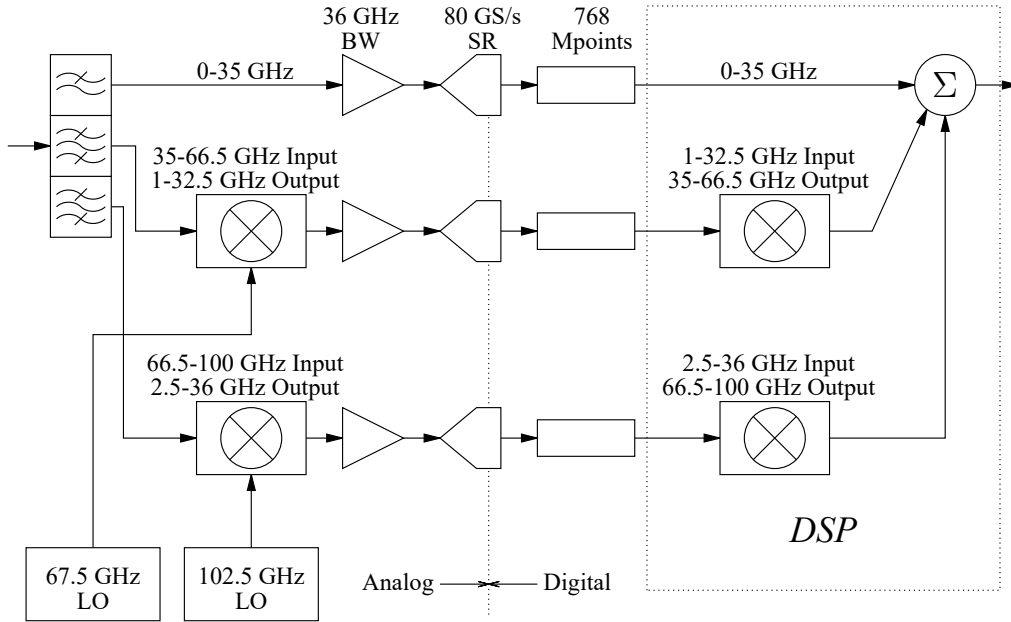 36 GHz
BW
80 GS/s
SR
768
Mpoints
0-35 GHz
0-35 GHz
Σ
35-66.5 GHz Input
1-32.5 GHz Output
1-32.5 GHz Input
35-66.5 GHz Output
66.5-100 GHz Input
2.5-36 GHz Output
2.5-36 GHz Input
66.5-100 GHz Output
DSP
67.5 GHz
LO
102.5 GHz
LO
Analog
Digital